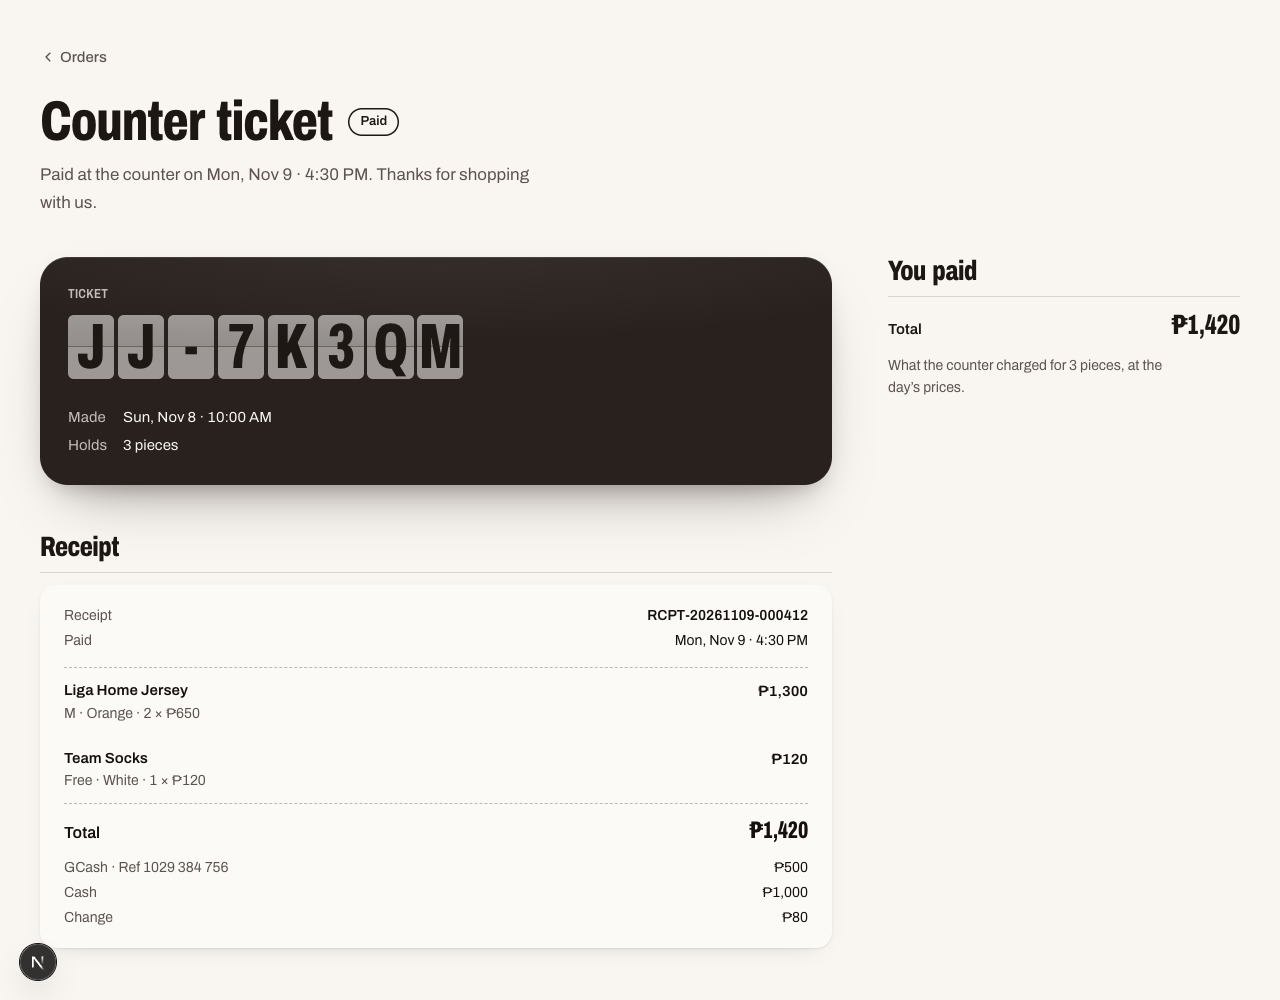 Orders
Counter ticket
Paid
Paid at the counter on Mon, Nov 9 · 4:30 PM. Thanks for shopping
with us.
TICKET
JJ-7K3QM
Made Sun, Nov 8 · 10:00 AM
Holds 3 pieces
You paid
Total ₱1,420
What the counter charged for 3 pieces, at the
day’s prices.
Receipt
Receipt RCPT-20261109-000412
Paid Mon, Nov 9 · 4:30 PM
Liga Home Jersey ₱1,300
M · Orange · 2 × ₱650
Team Socks ₱120
Free · White · 1 × ₱120
Total ₱1,420
GCash · Ref 1029 384 756 ₱500
Cash ₱1,000
Change ₱80
N